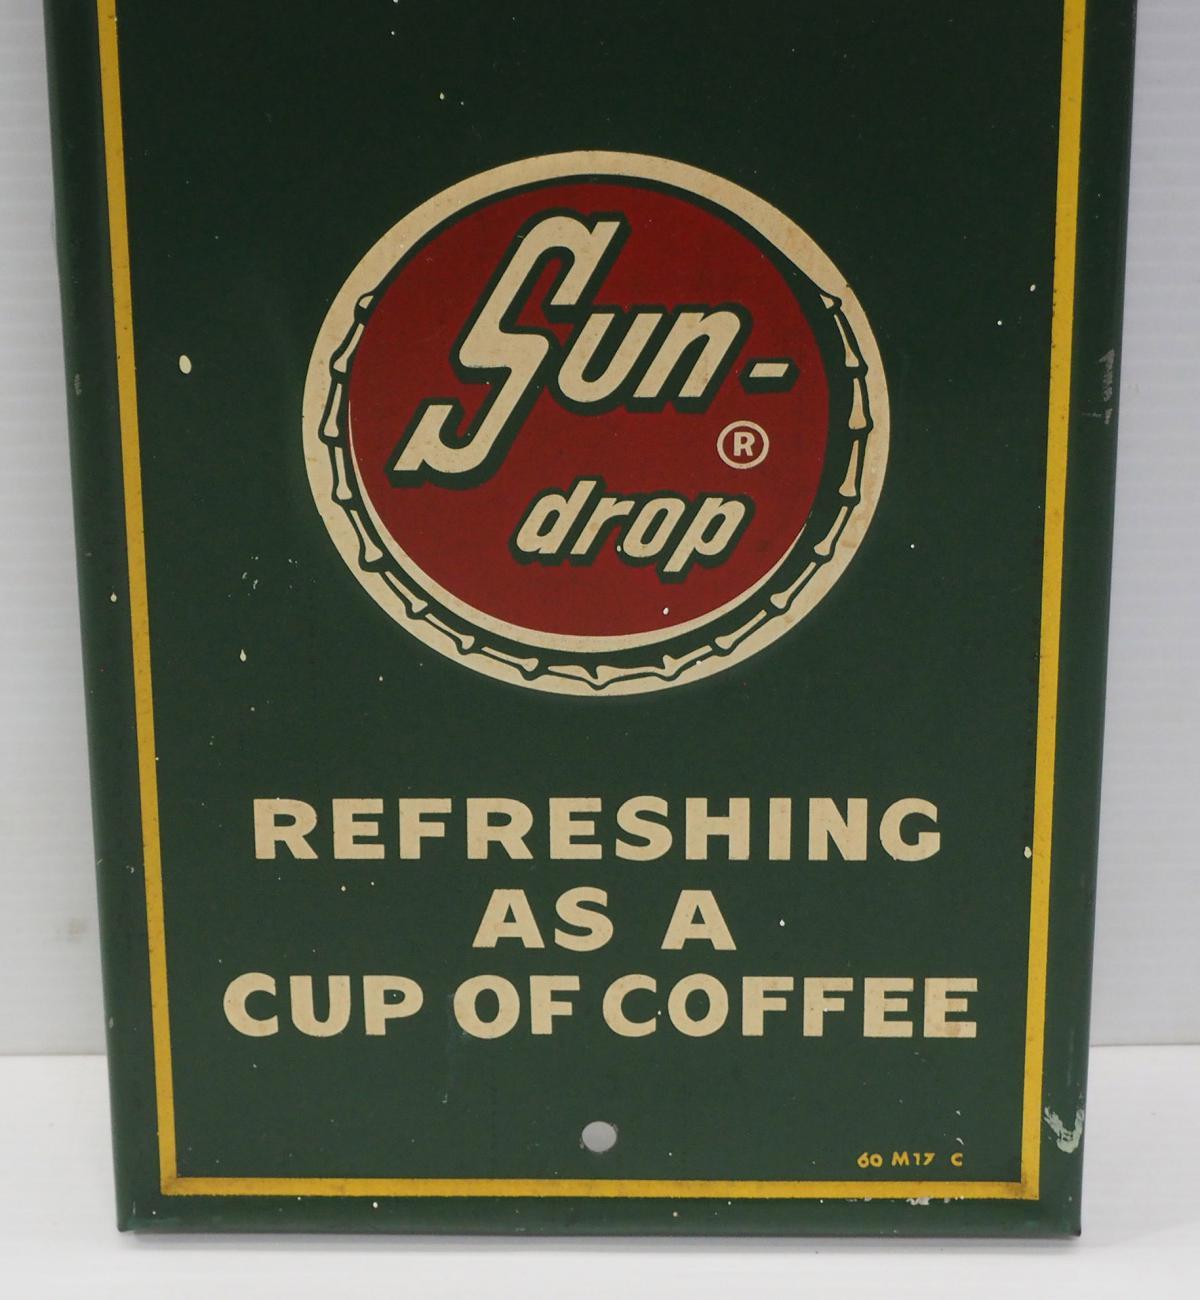 Sun-
®
drop
REFRESHING
AS A
CUP OF COFFEE
60 M17 C